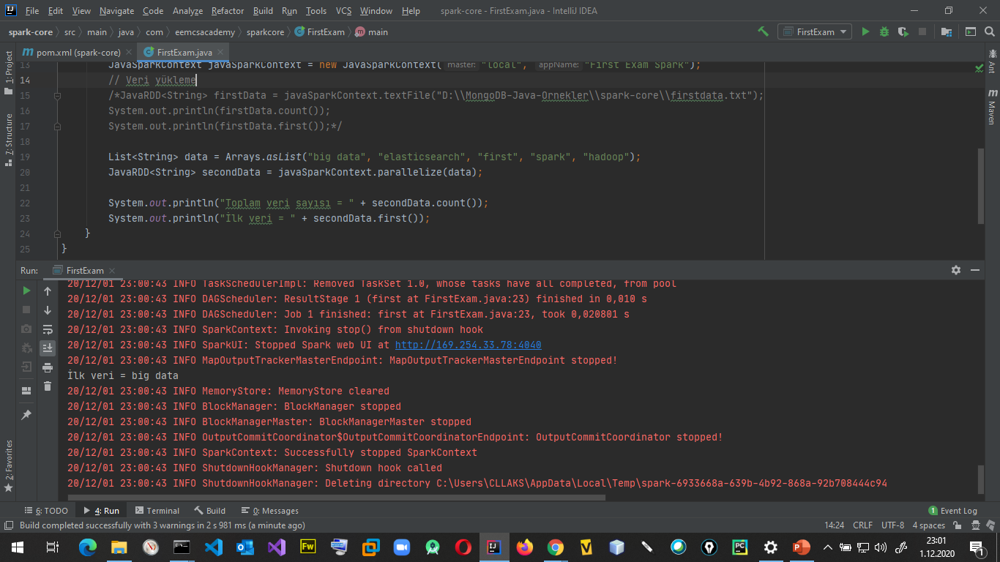 File Edit View Navigate Code Analyze Refactor Build Run Tools VCS Window Help spark-core - FirstExam.java - IntelliJ IDEA
spark-core src main java com eemcsacademy sparkcore FirstExam main FirstExam
pom.xml (spark-core) FirstExam.java
1: Project
7: Structure
2: Favorites
Ant
Maven
13 JavaSparkContext javaSparkContext = new JavaSparkContext( master: "local", appName: "First Exam Spark");
14 // Veri yükleme
15 /*JavaRDD<String> firstData = javaSparkContext.textFile("D:\\MongoDB-Java-Ornekler\\spark-core\\firstdata.txt");
16 System.out.println(firstData.count());
17 System.out.println(firstData.first());*/
18
19 List<String> data = Arrays.asList("big data", "elasticsearch", "first", "spark", "hadoop");
20 JavaRDD<String> secondData = javaSparkContext.parallelize(data);
21
22 System.out.println("Toplam veri sayısı = " + secondData.count());
23 System.out.println("İlk veri = " + secondData.first());
24 }
25 }
Run: FirstExam
20/12/01 23:00:43 INFO TaskSchedulerImpl: Removed TaskSet 1.0, whose tasks have all completed, from pool
20/12/01 23:00:43 INFO DAGScheduler: ResultStage 1 (first at FirstExam.java:23) finished in 0,010 s
20/12/01 23:00:43 INFO DAGScheduler: Job 1 finished: first at FirstExam.java:23, took 0,020801 s
20/12/01 23:00:43 INFO SparkContext: Invoking stop() from shutdown hook
20/12/01 23:00:43 INFO SparkUI: Stopped Spark web UI at http://169.254.33.78:4040
20/12/01 23:00:43 INFO MapOutputTrackerMasterEndpoint: MapOutputTrackerMasterEndpoint stopped!
İlk veri = big data
20/12/01 23:00:43 INFO MemoryStore: MemoryStore cleared
20/12/01 23:00:43 INFO BlockManager: BlockManager stopped
20/12/01 23:00:43 INFO BlockManagerMaster: BlockManagerMaster stopped
20/12/01 23:00:43 INFO OutputCommitCoordinator$OutputCommitCoordinatorEndpoint: OutputCommitCoordinator stopped!
20/12/01 23:00:43 INFO SparkContext: Successfully stopped SparkContext
20/12/01 23:00:43 INFO ShutdownHookManager: Shutdown hook called
20/12/01 23:00:43 INFO ShutdownHookManager: Deleting directory C:\Users\CLLAKS\AppData\Local\Temp\spark-6933668a-639b-4b92-868a-92b708444c94
6: TODO 4: Run Terminal Build 0: Messages 1 Event Log
Build completed successfully with 3 warnings in 2 s 981 ms (a minute ago) 14:24 CRLF UTF-8 4 spaces
23:01
1.12.2020